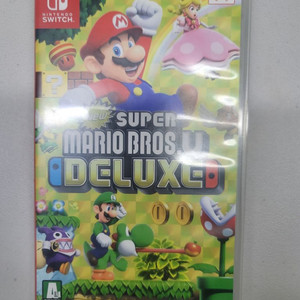 NINTENDO
SWITCH
New
SUPER
MARIO BROS. U
DELUXE